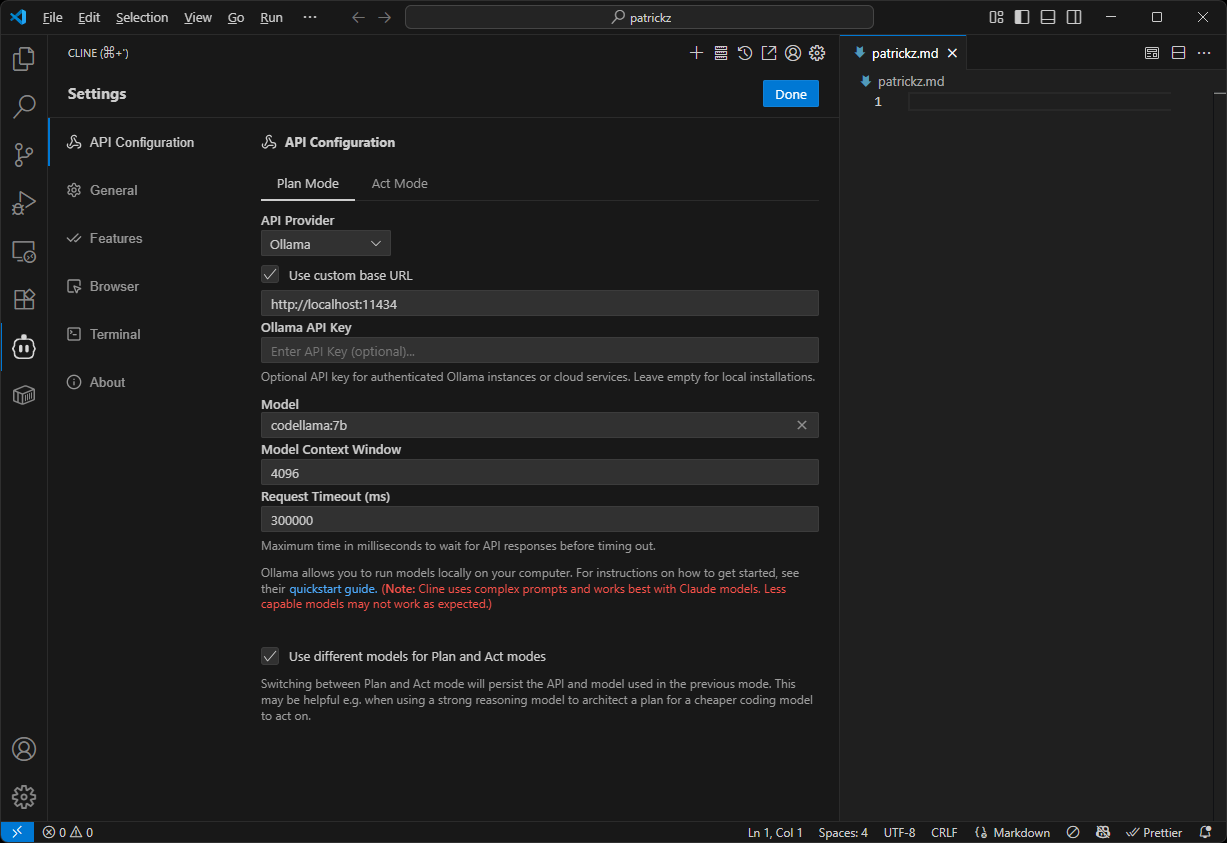 File Edit Selection View Go Run ··· patrickz
CLINE (⌘+')
Settings
Done
API Configuration
General
Features
Browser
Terminal
About
API Configuration
Plan Mode Act Mode
API Provider
Ollama
Use custom base URL
http://localhost:11434
Ollama API Key
Enter API Key (optional)...
Optional API key for authenticated Ollama instances or cloud services. Leave empty for local installations.
Model
codellama:7b
Model Context Window
4096
Request Timeout (ms)
300000
Maximum time in milliseconds to wait for API responses before timing out.
Ollama allows you to run models locally on your computer. For instructions on how to get started, see
their quickstart guide. (Note: Cline uses complex prompts and works best with Claude models. Less
capable models may not work as expected.)
Use different models for Plan and Act modes
Switching between Plan and Act mode will persist the API and model used in the previous mode. This
may be helpful e.g. when using a strong reasoning model to architect a plan for a cheaper coding model
to act on.
patrickz.md
patrickz.md
1
0 0 Ln 1, Col 1 Spaces: 4 UTF-8 CRLF Markdown Prettier